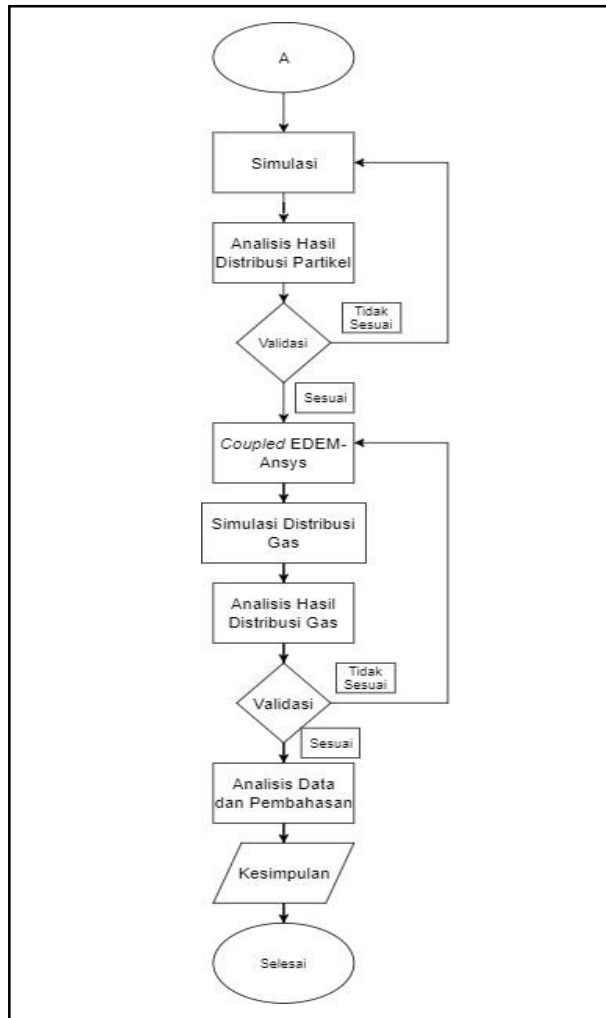 A
Simulasi
Analisis Hasil
Distribusi Partikel
Tidak
Sesuai
Validasi
Sesuai
Coupled EDEM-
Ansys
Simulasi Distribusi
Gas
Analisis Hasil
Distribusi Gas
Tidak
Sesuai
Validasi
Sesuai
Analisis Data
dan Pembahasan
Kesimpulan
Selesai